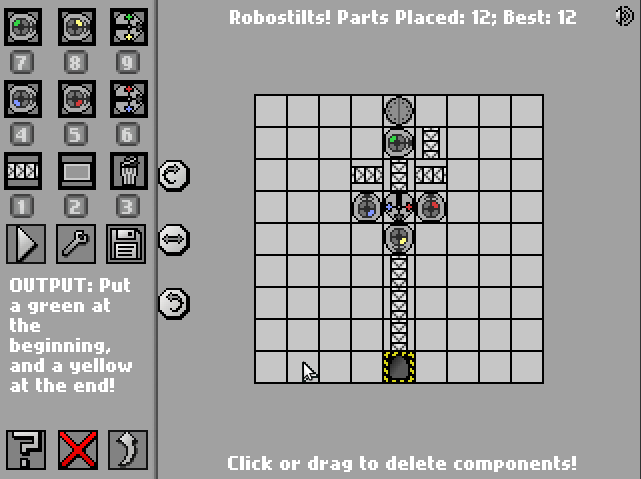 Robostilts! Parts Placed: 12; Best: 12
7 8 9
4 5 6
1 2 3
OUTPUT: Put
a green at
the
beginning,
and a yellow
at the end!
Click or drag to delete components!